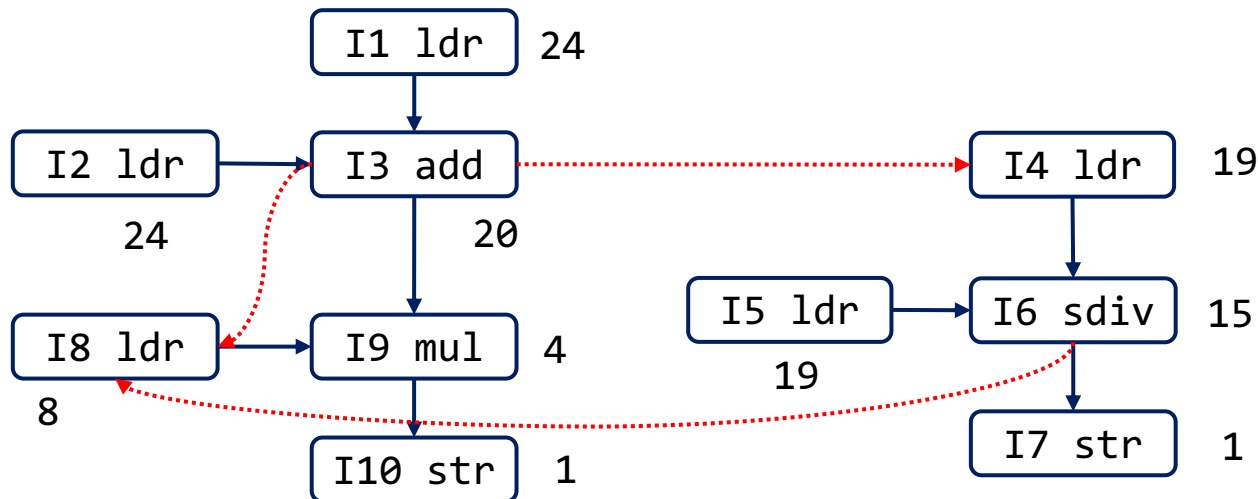 I1 ldr 24
I2 ldr
24
I3 add
20
I4 ldr 19
I5 ldr
19
I6 sdiv 15
I8 ldr
8
I9 mul 4
I10 str 1
I7 str 1